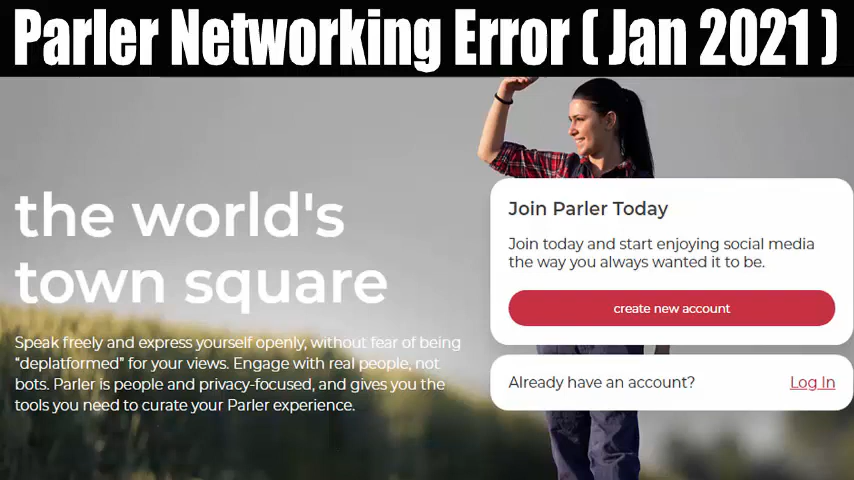 Parler Networking Error ( Jan 2021 )
the world's
town square
Speak freely and express yourself openly, without fear of being
"deplatformed" for your views. Engage with real people, not
bots. Parler is people and privacy-focused, and gives you the
tools you need to curate your Parler experience.
Join Parler Today
Join today and start enjoying social media
the way you always wanted it to be.
create new account
Already have an account? Log In